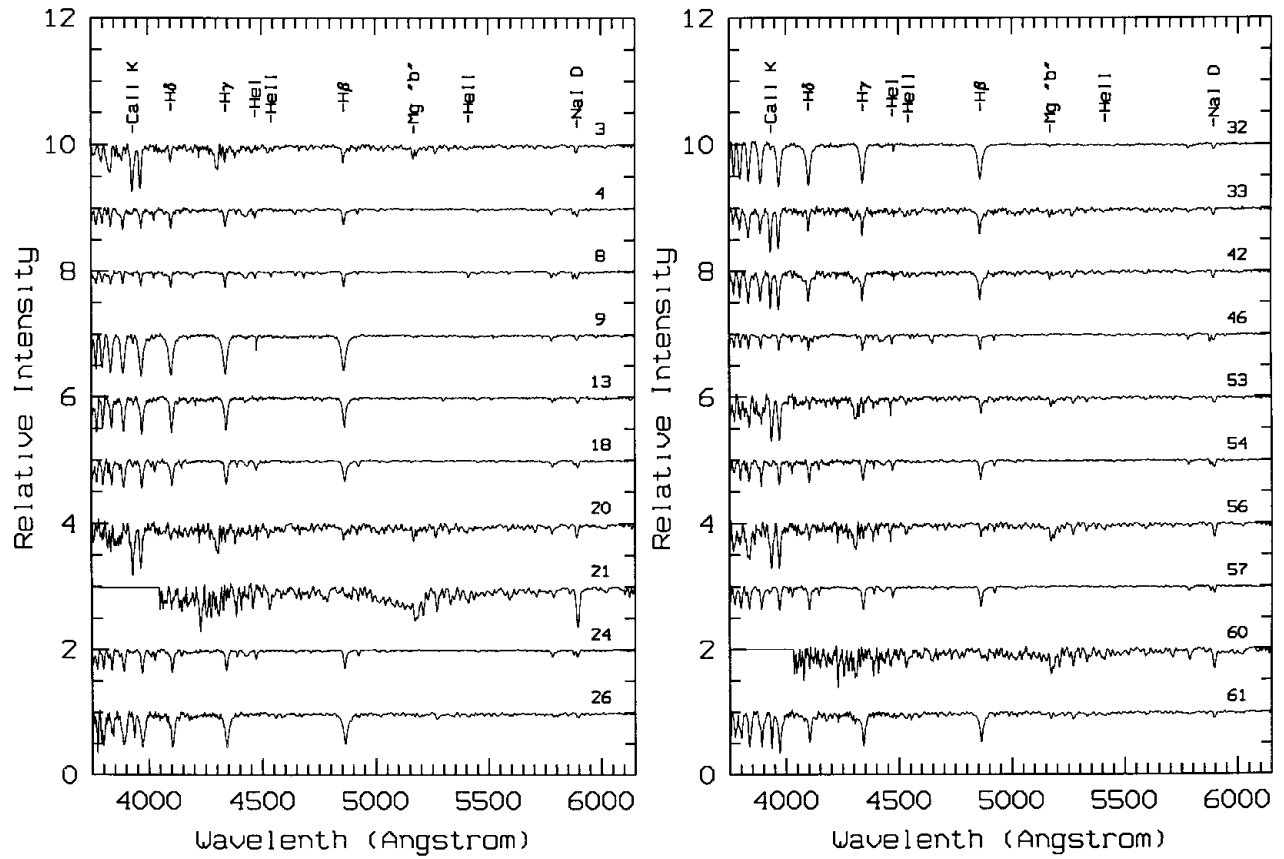 12
10
8
6
4
2
0
Relative Intensity
-CaII K
-Hδ
-Hγ
-HeI
-HeII
-Hβ
-Mg "b"
-HeII
-NaI D
3
4
8
9
13
18
20
21
24
26
4000
4500
5000
5500
6000
Wavelenth (Angstrom)
12
10
8
6
4
2
0
Relative Intensity
-CaII K
-Hδ
-Hγ
-HeI
-HeII
-Hβ
-Mg "b"
-HeII
-NaI D
32
33
42
46
53
54
56
57
60
61
4000
4500
5000
5500
6000
Wavelenth (Angstrom)